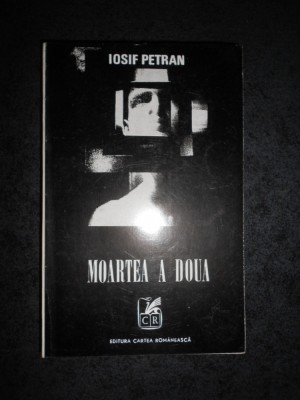 IOSIF PETRAN
MOARTEA A DOUA
CR
EDITURA CARTEA ROMÂNEASCĂ